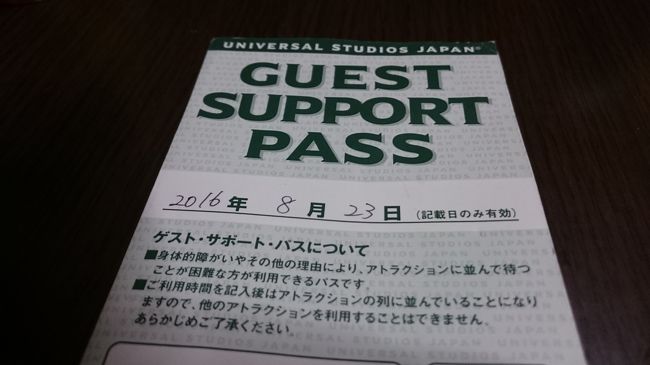 UNIVERSAL STUDIOS JAPAN®
GUEST
SUPPORT
PASS
2016年 8月 23日 (記載日のみ有効)
ゲスト・サポート・パスについて
■身体的障がいやその他の理由により、アトラクションに並んで待つ
ことが困難な方が利用できるパスです。
■ご利用時間を記入後はアトラクションの列に並んでいることになり
ますので、他のアトラクションを利用することはできません。
あらかじめご了承ください。